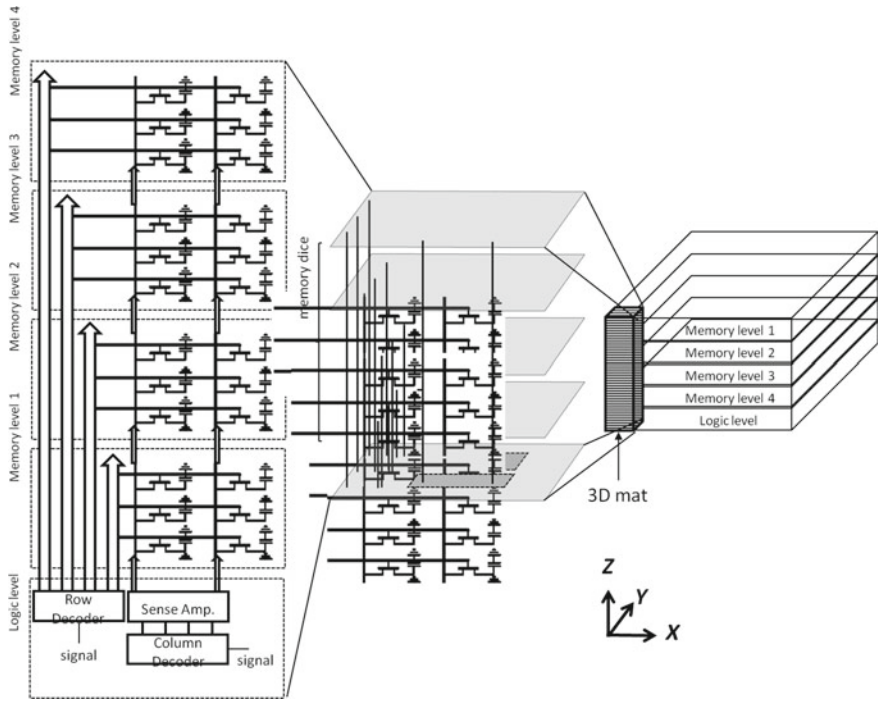 Memory level 4
Memory level 3
Memory level 2
Memory level 1
Logic level
Row
Decoder
signal
Sense Amp.
Column
Decoder
signal
memory dice
Memory level 1
Memory level 2
Memory level 3
Memory level 4
Logic level
3D mat
Z
Y
X